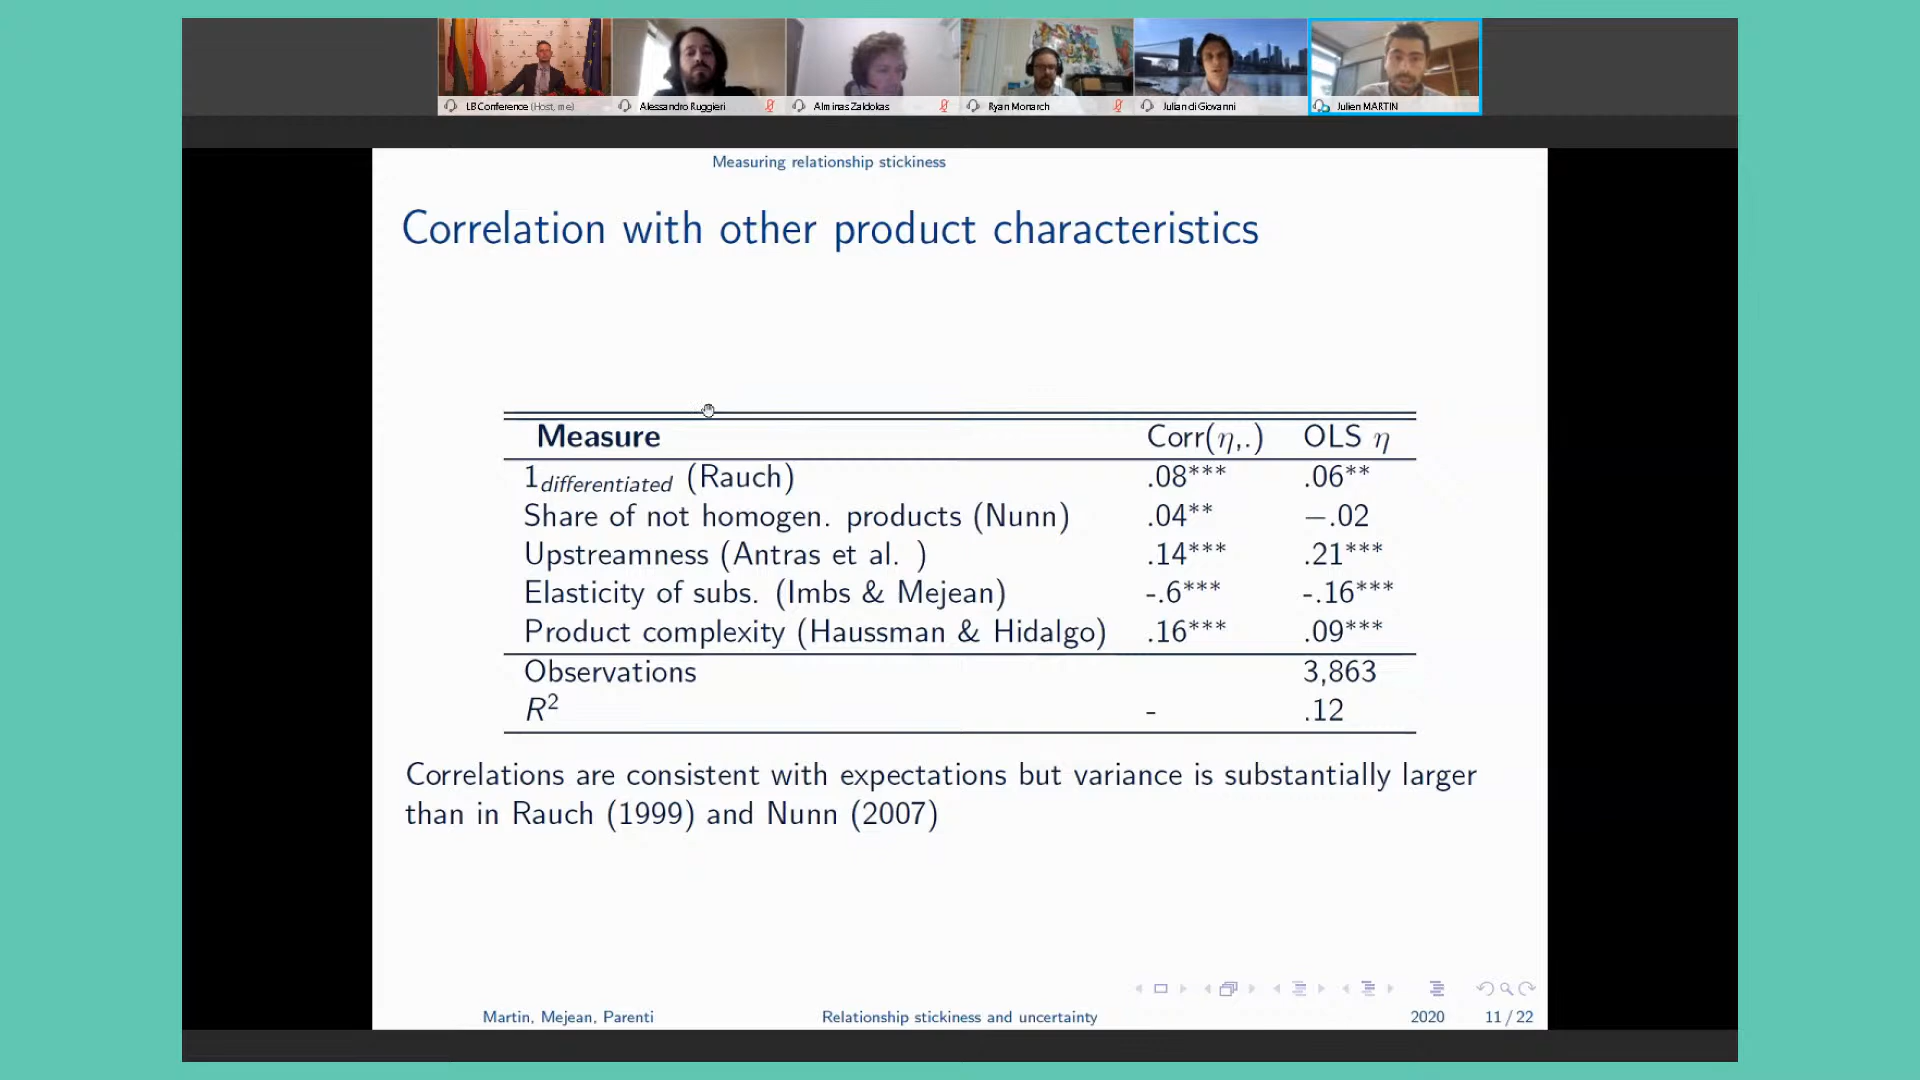 LB Conference (Host, me)
Alessandro Ruggieri
Alminas Zaldokas
Ryan Monarch
Julian di Giovanni
Julien MARTIN
Measuring relationship stickiness
Correlation with other product characteristics
Measure Corr(η,.) OLS η
1differentiated (Rauch) .08*** .06**
Share of not homogen. products (Nunn) .04** −.02
Upstreamness (Antras et al. ) .14*** .21***
Elasticity of subs. (Imbs & Mejean) -.6*** -.16***
Product complexity (Haussman & Hidalgo) .16*** .09***
Observations 3,863
R2 - .12
Correlations are consistent with expectations but variance is substantially larger
than in Rauch (1999) and Nunn (2007)
Martin, Mejean, Parenti Relationship stickiness and uncertainty 2020 11 / 22